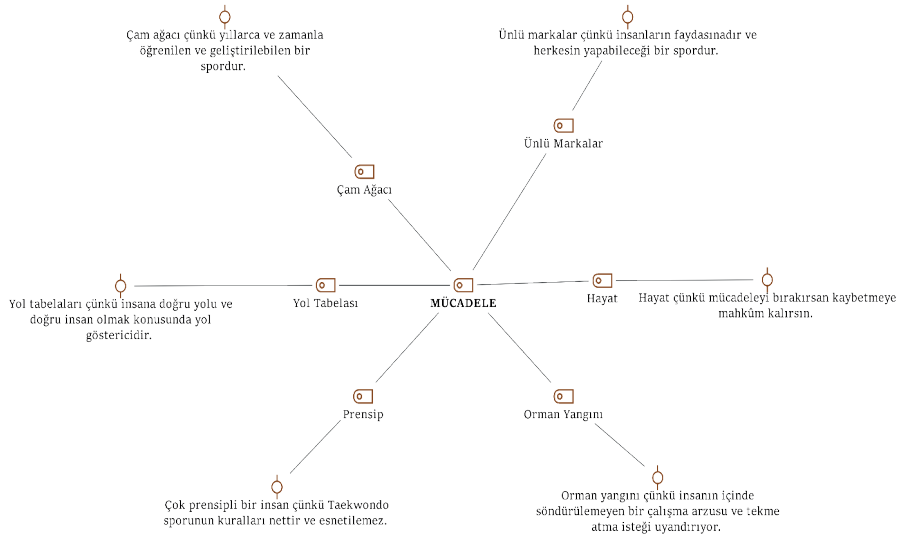 Çam ağacı çünkü yıllarca ve zamanla
öğrenilen ve geliştirilebilen bir
spordur.
Ünlü markalar çünkü insanların faydasınadır ve
herkesin yapabileceği bir spordur.
Ünlü Markalar
Çam Ağacı
Yol tabelaları çünkü insana doğru yolu ve
doğru insan olmak konusunda yol
göstericidir.
Yol Tabelası
MÜCADELE
Hayat
Hayat çünkü mücadeleyi bırakırsan kaybetmeye
mahkûm kalırsın.
Prensip
Orman Yangını
Çok prensipli bir insan çünkü Taekwondo
sporunun kuralları nettir ve esnetilemez.
Orman yangını çünkü insanın içinde
söndürülemeyen bir çalışma arzusu ve tekme
atma isteği uyandırıyor.